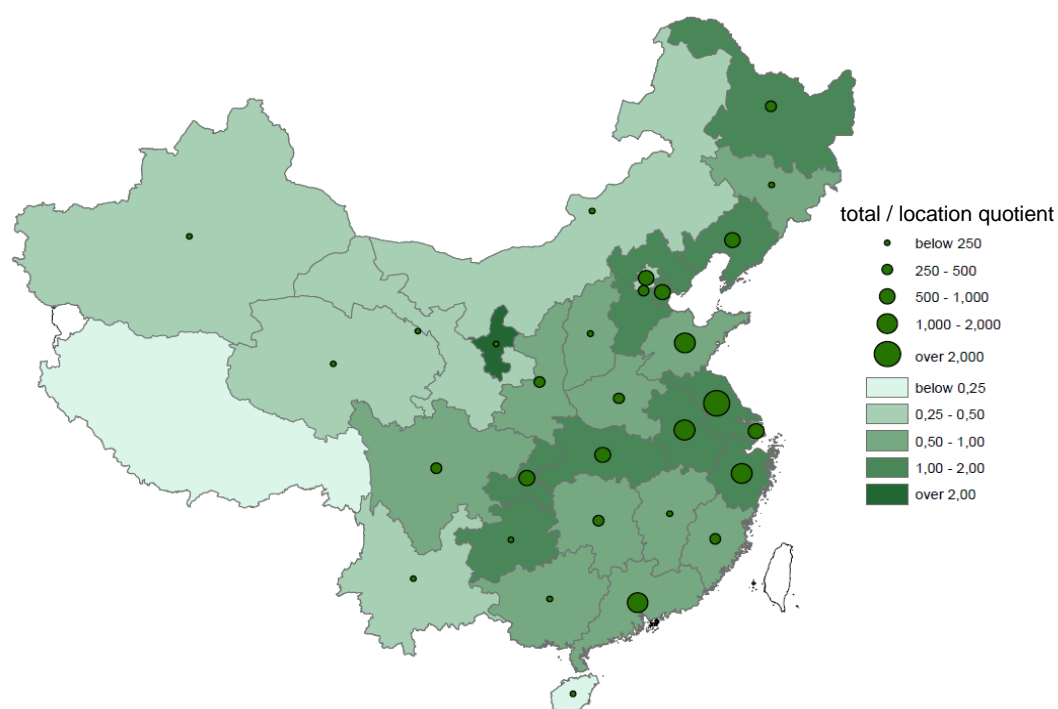 total / location quotient
below 250
250 - 500
500 - 1,000
1,000 - 2,000
over 2,000
below 0,25
0,25 - 0,50
0,50 - 1,00
1,00 - 2,00
over 2,00